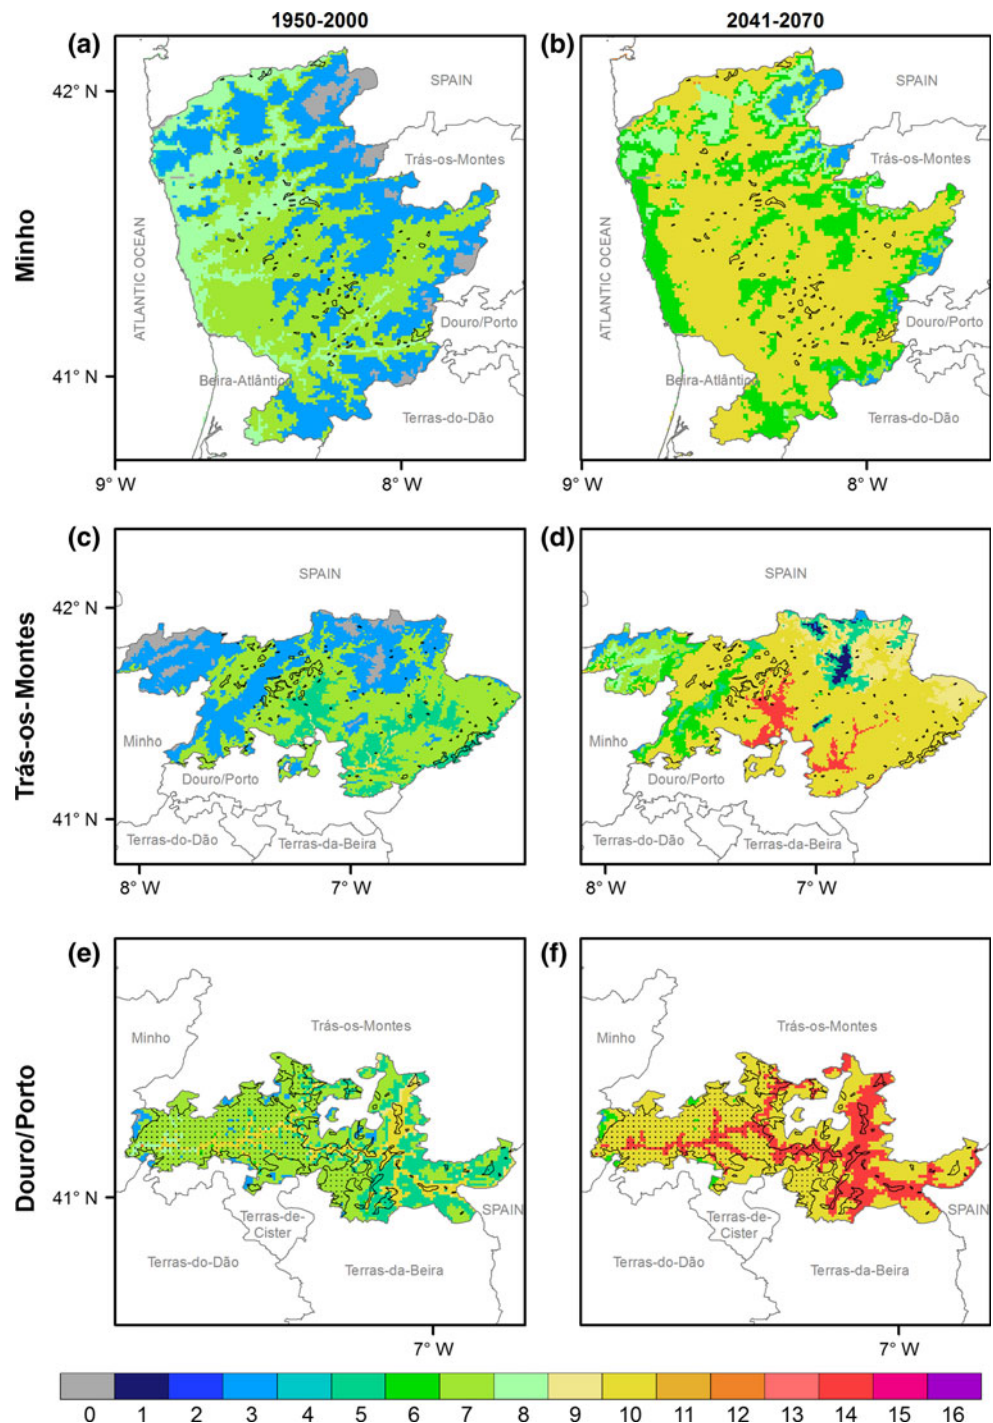 1950-2000
2041-2070
(a)
(b)
42° N
SPAIN
SPAIN
Trás-os-Montes
Trás-os-Montes
Minho
ATLANTIC OCEAN
ATLANTIC OCEAN
Douro/Porto
Douro/Porto
41° N
Beira-Atlântico
Beira-Atlântico
Terras-do-Dão
Terras-do-Dão
9° W
8° W
9° W
8° W
(c)
(d)
SPAIN
SPAIN
42° N
Trás-os-Montes
Minho
Minho
Douro/Porto
Douro/Porto
41° N
Terras-do-Dão
Terras-da-Beira
Terras-do-Dão
Terras-da-Beira
8° W
7° W
8° W
7° W
(e)
(f)
Trás-os-Montes
Trás-os-Montes
Minho
Minho
Douro/Porto
41° N
SPAIN
SPAIN
Terras-de-
Cister
Terras-de-
Cister
Terras-do-Dão
Terras-da-Beira
Terras-do-Dão
Terras-da-Beira
7° W
7° W
0 1 2 3 4 5 6 7 8 9 10 11 12 13 14 15 16